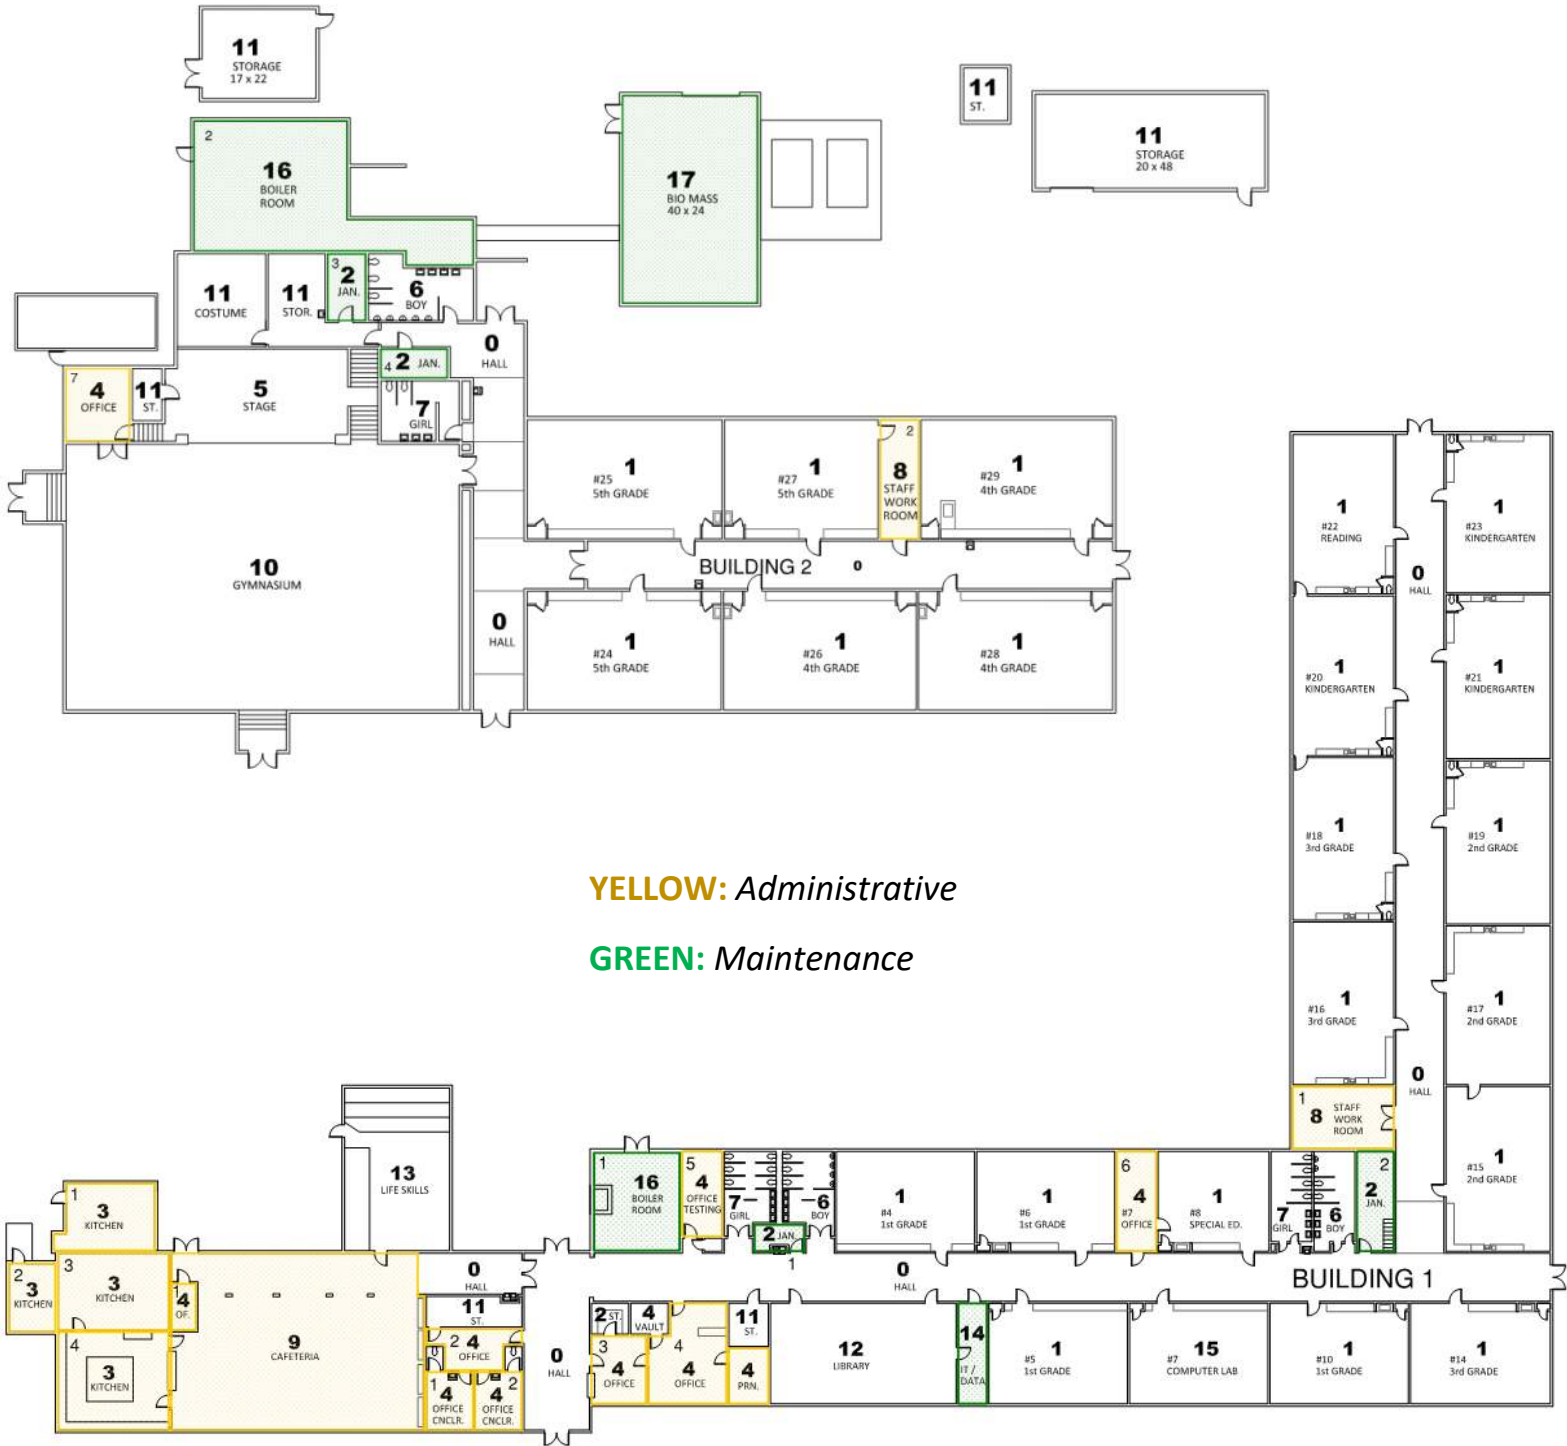 11
STORAGE
17 x 22
2
16
BOILER
ROOM
17
BIO MASS
40 x 24
11
ST.
11
STORAGE
20 x 48
11
COSTUME
11
STOR.
3
2
JAN.
6
BOY
0
HALL
4
2 JAN.
7
4
OFFICE
11
ST.
5
STAGE
7
GIRL
10
GYMNASIUM
1
#25
5th GRADE
1
#27
5th GRADE
2
8
STAFF
WORK
ROOM
1
#29
4th GRADE
BUILDING 2
0
0
HALL
1
#24
5th GRADE
1
#26
4th GRADE
1
#28
4th GRADE
1
#22
READING
1
#23
KINDERGARTEN
0
HALL
1
#20
KINDERGARTEN
1
#21
KINDERGARTEN
1
#18
3rd GRADE
1
#19
2nd GRADE
YELLOW: Administrative
GREEN: Maintenance
1
#16
3rd GRADE
1
#17
2nd GRADE
0
HALL
1
8
STAFF
WORK
ROOM
1
#15
2nd GRADE
13
LIFE SKILLS
1
16
BOILER
ROOM
5
4
OFFICE
TESTING
7
GIRL
6
BOY
2 JAN.
1
1
#4
1st GRADE
1
#6
1st GRADE
6
4
#7
OFFICE
1
#8
SPECIAL ED.
7
GIRL
6
BOY
2
2
JAN.
1
3
KITCHEN
2
3
KITCHEN
3
3
KITCHEN
4
3
KITCHEN
1
4
OF.
9
CAFETERIA
0
HALL
11
ST.
2
4
OFFICE
1
4
OFFICE
CNCLR.
2
4
OFFICE
CNCLR.
0
HALL
0
HALL
BUILDING 1
2 ST.
4
VAULT
3
4
OFFICE
4
4
OFFICE
11
ST.
4
PRN.
12
LIBRARY
14
IT /
DATA
1
#5
1st GRADE
15
#7
COMPUTER LAB
1
#10
1st GRADE
1
#14
3rd GRADE